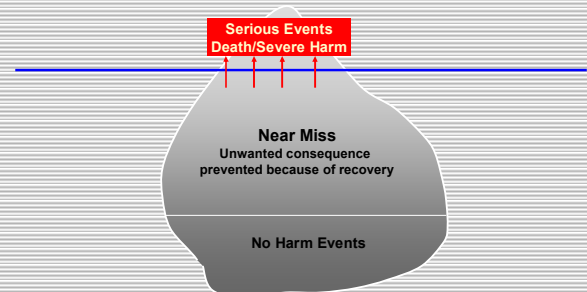 Serious Events
Death/Severe Harm
Near Miss
Unwanted consequence
prevented because of recovery
No Harm Events